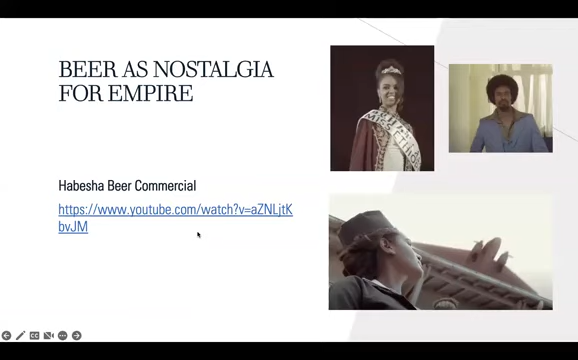 BEER AS NOSTALGIA
FOR EMPIRE
Habesha Beer Commercial
https://www.youtube.com/watch?v=aZNLjtK
bvJM